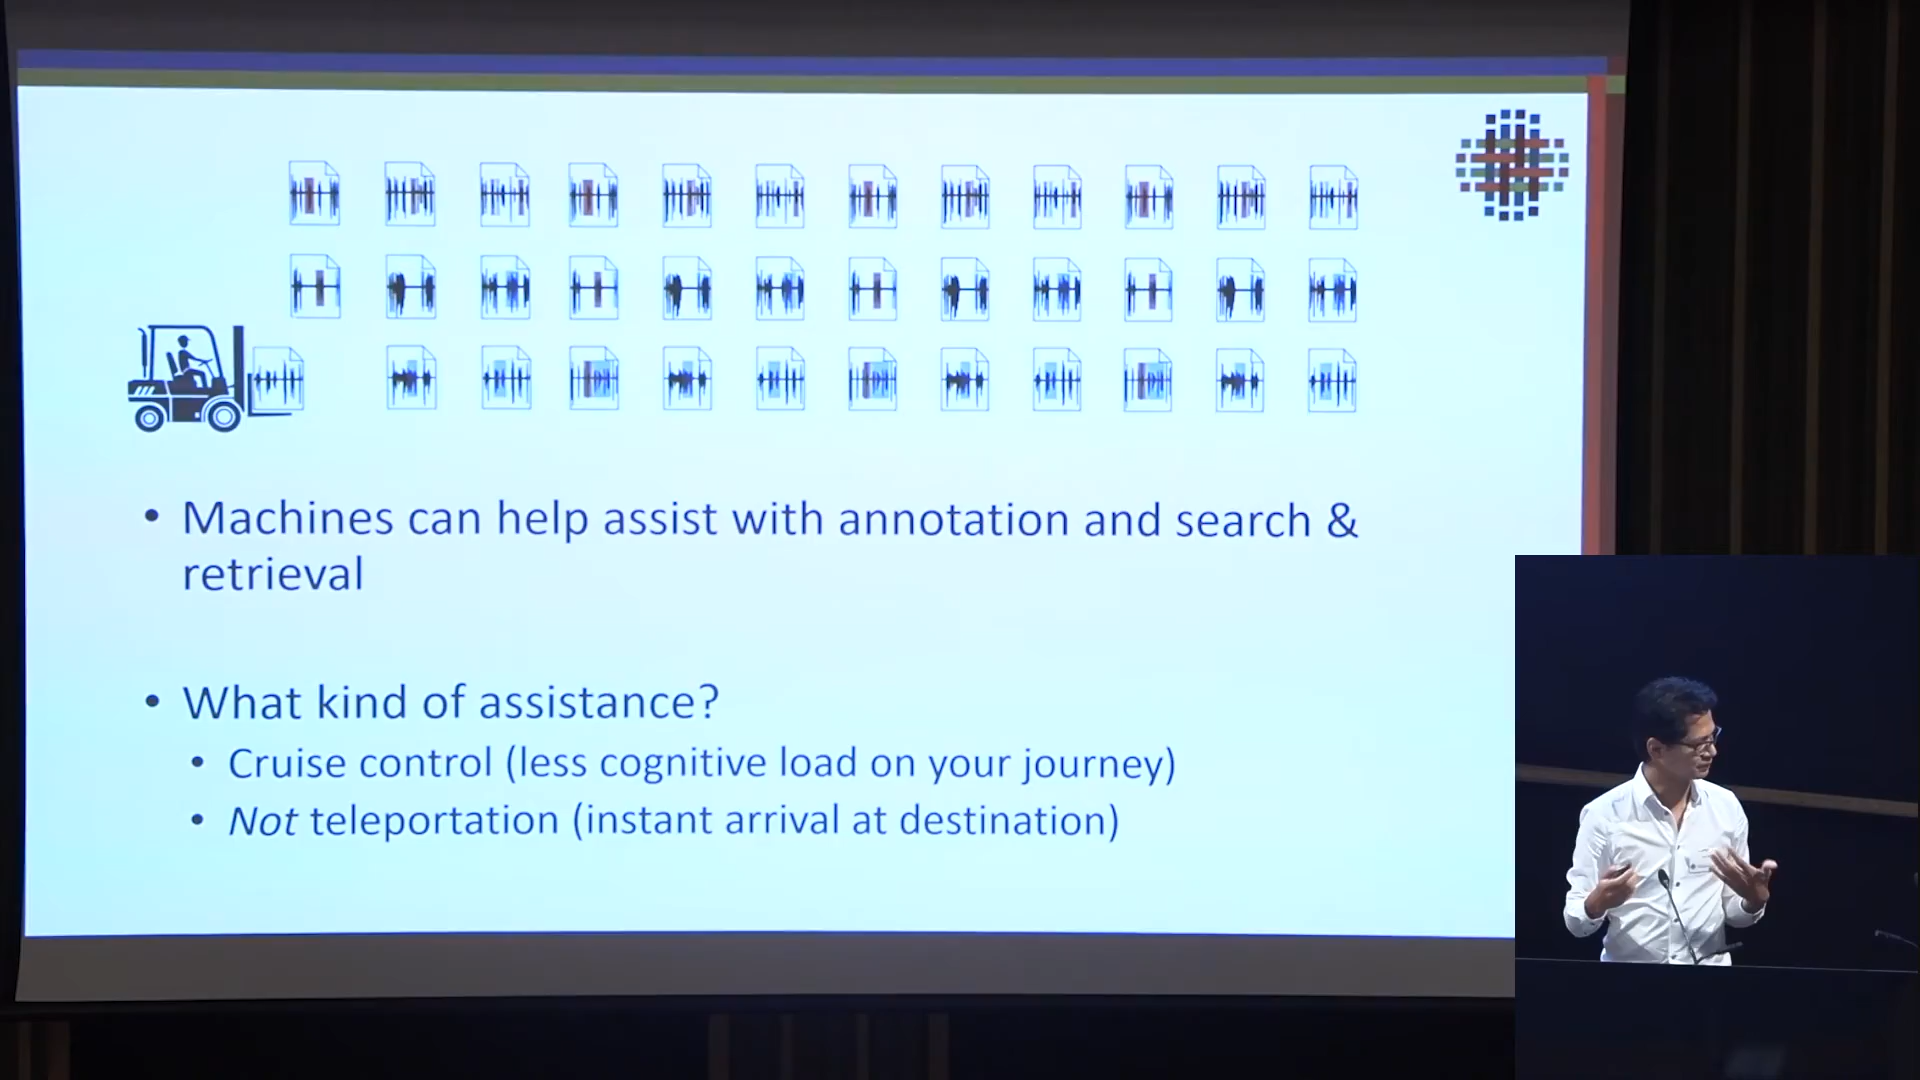 • Machines can help assist with annotation and search &
retrieval
• What kind of assistance?
• Cruise control (less cognitive load on your journey)
• Not teleportation (instant arrival at destination)